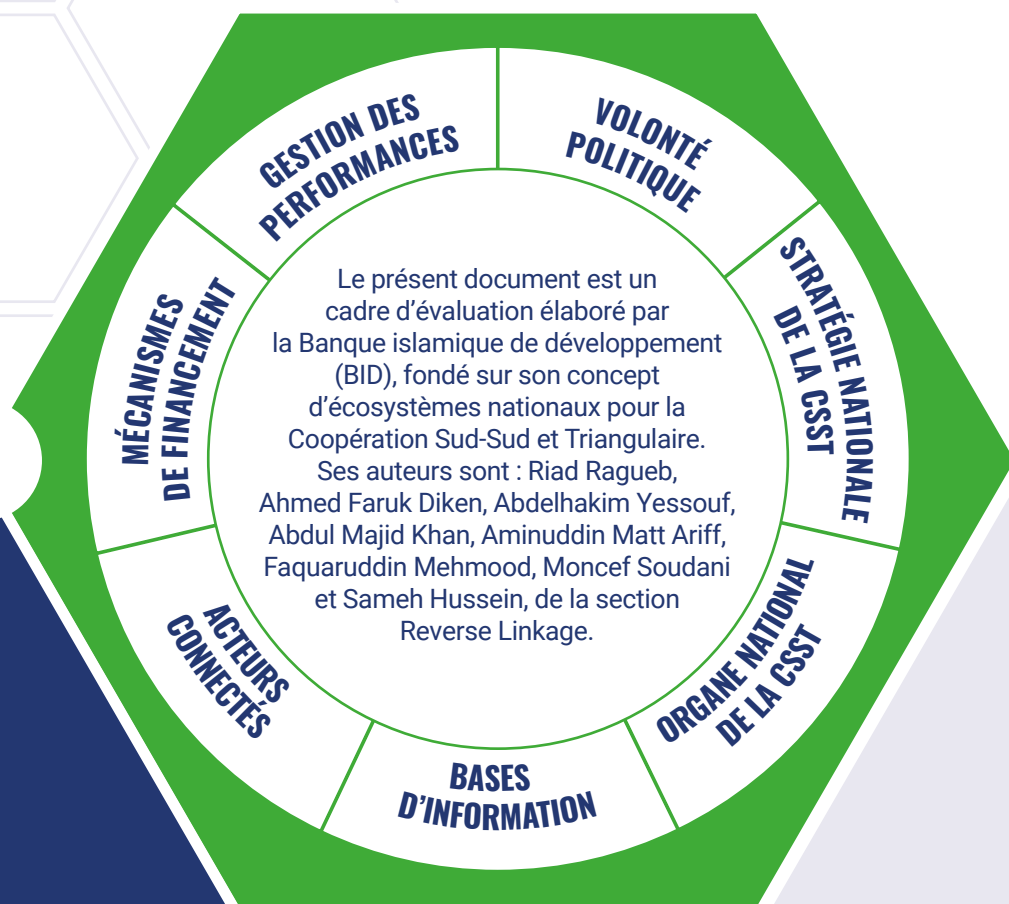 GESTION DES
PERFORMANCES
VOLONTÉ
POLITIQUE
STRATÉGIE NATIONALE
DE LA CSST
ORGANE NATIONAL
DE LA CSST
BASES
D'INFORMATION
ACTEURS
CONNECTÉS
MÉCANISMES
DE FINANCEMENT
Le présent document est un
cadre d'évaluation élaboré par
la Banque islamique de développement
(BID), fondé sur son concept
d'écosystèmes nationaux pour la
Coopération Sud-Sud et Triangulaire.
Ses auteurs sont : Riad Ragueb,
Ahmed Faruk Diken, Abdelhakim Yessouf,
Abdul Majid Khan, Aminuddin Matt Ariff,
Faquaruddin Mehmood, Moncef Soudani
et Sameh Hussein, de la section
Reverse Linkage.